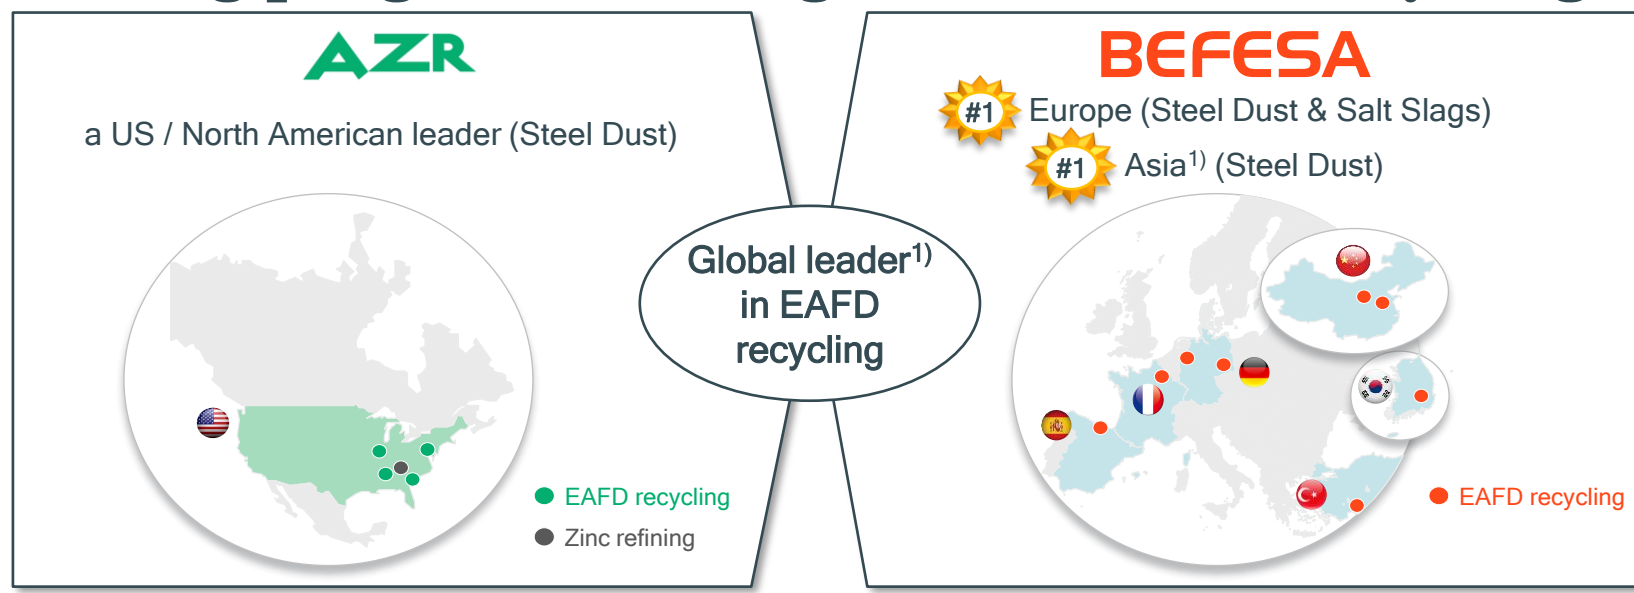 AZR
a US / North American leader (Steel Dust)
EAFD recycling
Zinc refining
Global leader1)
in EAFD
recycling
BEFESA
#1 Europe (Steel Dust & Salt Slags)
#1 Asia1) (Steel Dust)
EAFD recycling